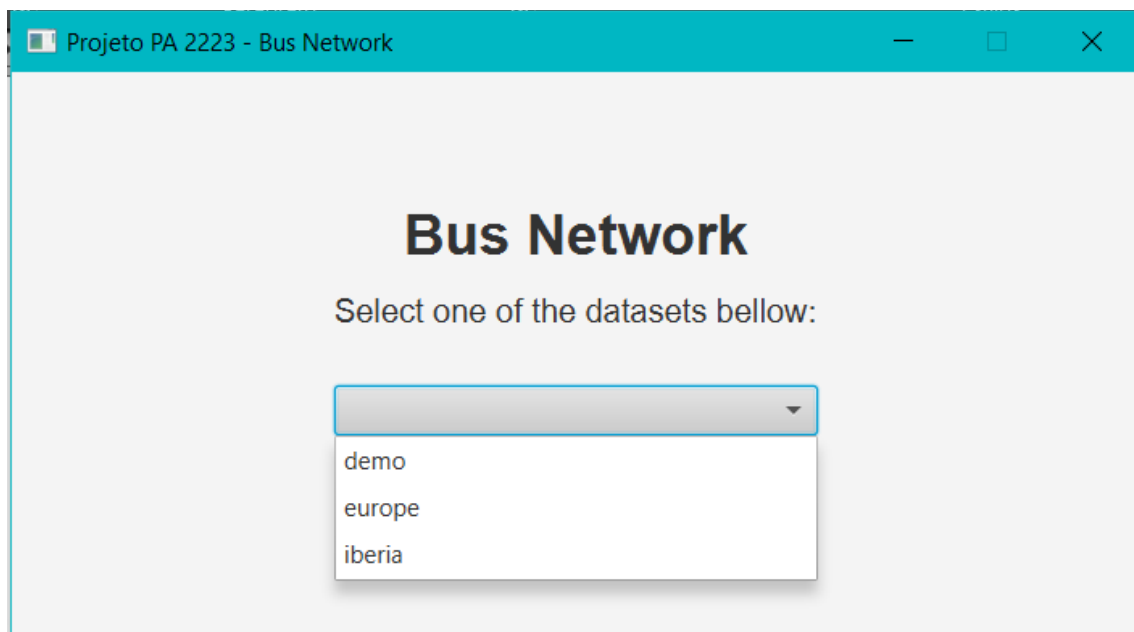 Projeto PA 2223 - Bus Network
Bus Network
Select one of the datasets bellow:
demo
europe
iberia